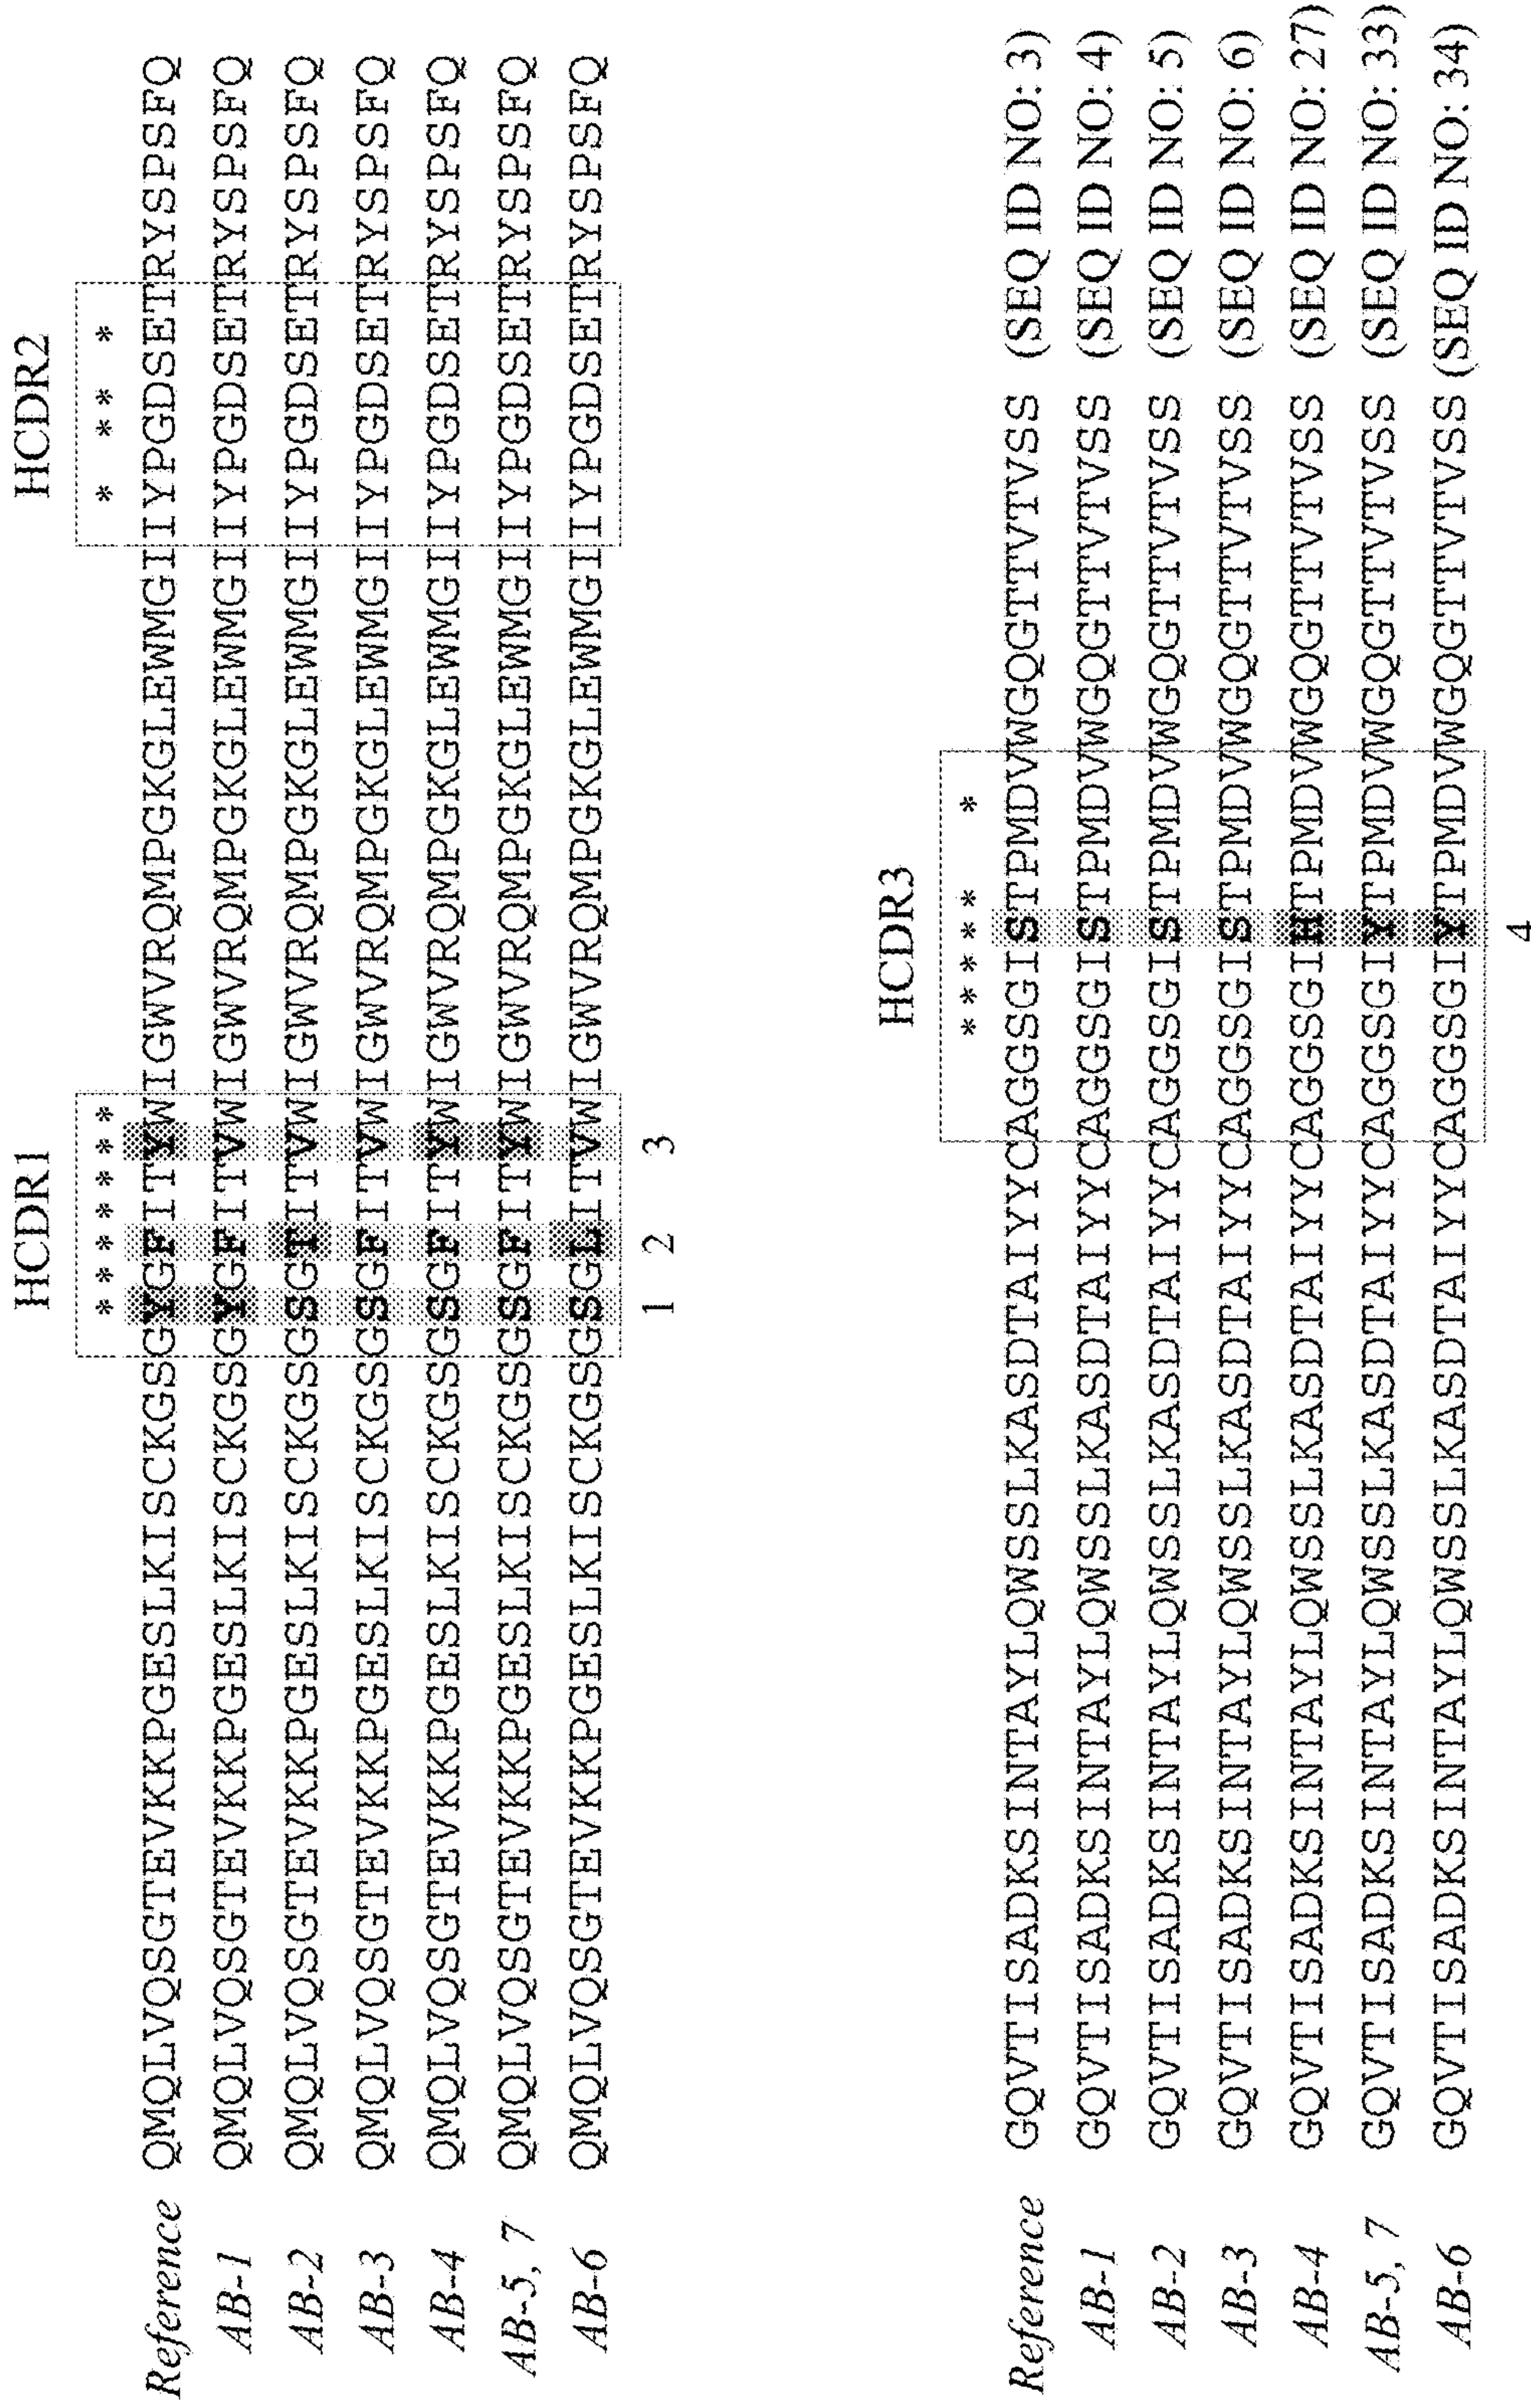 HCDR1 HCDR2
* * * * * * * * * * *
Reference QMQLVQSGTEVKKPGESLKISCKGSGYGFITYWIGWVRQMPGKGLEWMGIIYPGDSETRYSPSFQ
AB-1 QMQLVQSGTEVKKPGESLKISCKGSGYGFITVWIGWVRQMPGKGLEWMGIIYPGDSETRYSPSFQ
AB-2 QMQLVQSGTEVKKPGESLKISCKGSGSGTITVWIGWVRQMPGKGLEWMGIIYPGDSETRYSPSFQ
AB-3 QMQLVQSGTEVKKPGESLKISCKGSGSGFITVWIGWVRQMPGKGLEWMGIIYPGDSETRYSPSFQ
AB-4 QMQLVQSGTEVKKPGESLKISCKGSGSGFITYWIGWVRQMPGKGLEWMGIIYPGDSETRYSPSFQ
AB-5, 7 QMQLVQSGTEVKKPGESLKISCKGSGSGFITYWIGWVRQMPGKGLEWMGIIYPGDSETRYSPSFQ
AB-6 QMQLVQSGTEVKKPGESLKISCKGSGSGLITVWIGWVRQMPGKGLEWMGIIYPGDSETRYSPSFQ
1 2 3
HCDR3
* * * * * *
Reference GQVTISADKSINTAYLQWSSLKASDTAIYYCAGGSGISTPMDVWGQGTTVTVSS (SEQ ID NO: 3)
AB-1 GQVTISADKSINTAYLQWSSLKASDTAIYYCAGGSGISTPMDVWGQGTTVTVSS (SEQ ID NO: 4)
AB-2 GQVTISADKSINTAYLQWSSLKASDTAIYYCAGGSGISTPMDVWGQGTTVTVSS (SEQ ID NO: 5)
AB-3 GQVTISADKSINTAYLQWSSLKASDTAIYYCAGGSGISTPMDVWGQGTTVTVSS (SEQ ID NO: 6)
AB-4 GQVTISADKSINTAYLQWSSLKASDTAIYYCAGGSGIHTPMDVWGQGTTVTVSS (SEQ ID NO: 27)
AB-5, 7 GQVTISADKSINTAYLQWSSLKASDTAIYYCAGGSGIYTPMDVWGQGTTVTVSS (SEQ ID NO: 33)
AB-6 GQVTISADKSINTAYLQWSSLKASDTAIYYCAGGSGIYTPMDVWGQGTTVTVSS (SEQ ID NO: 34)
4